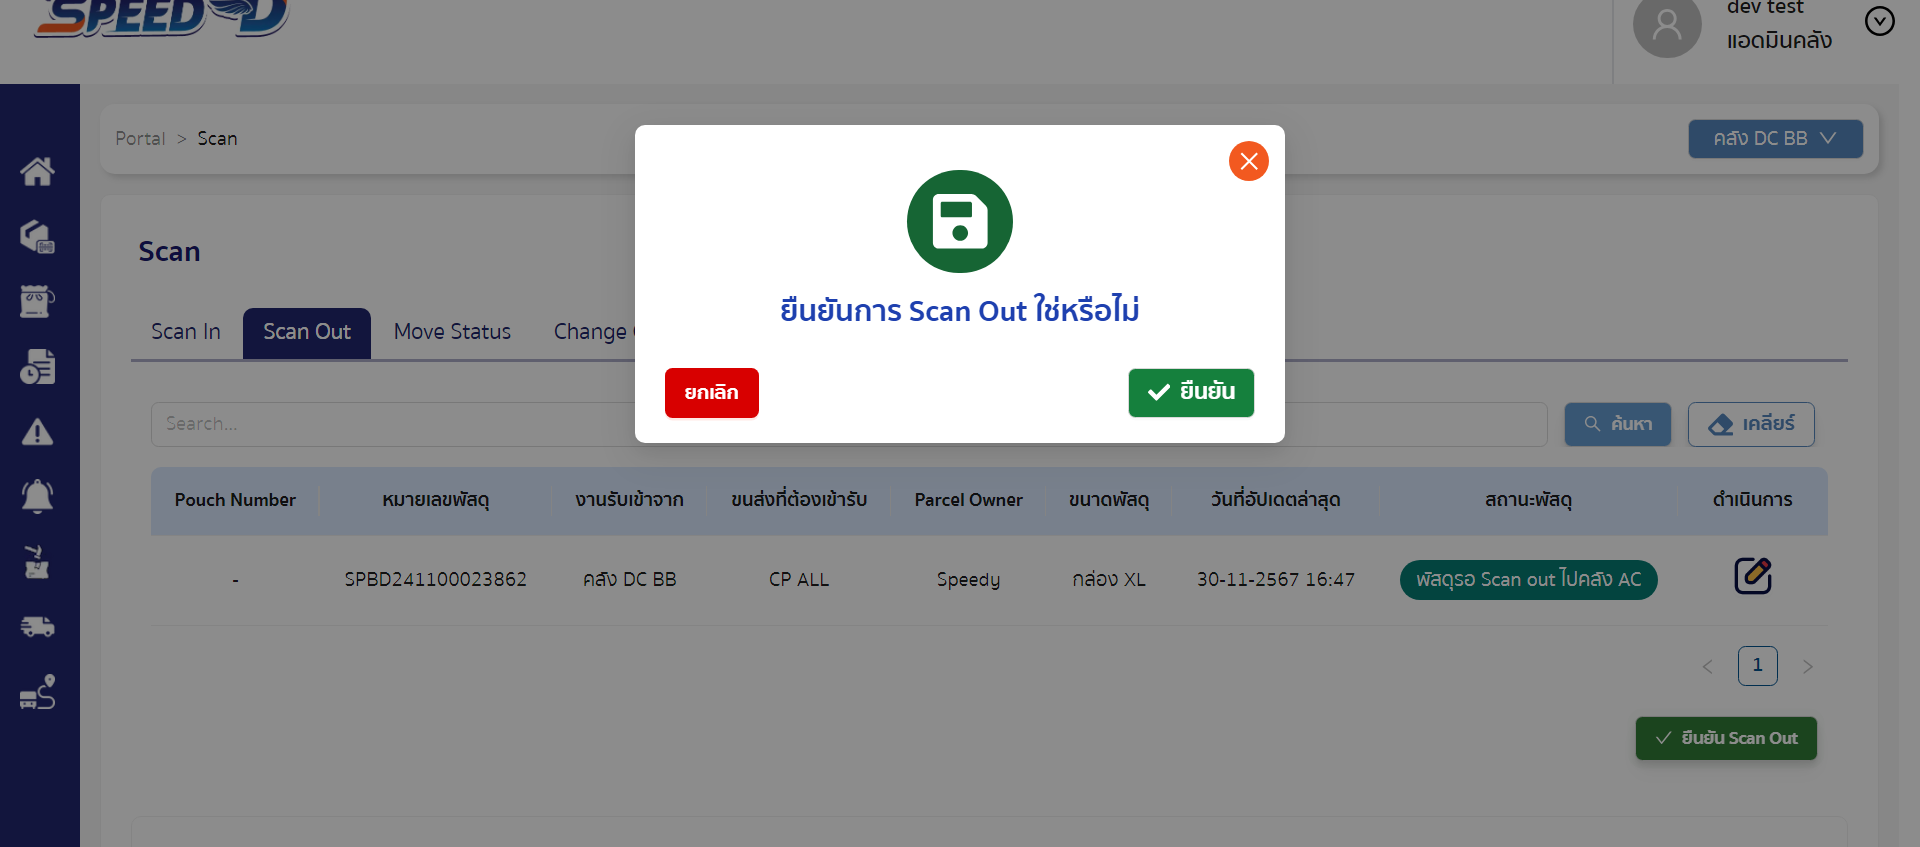 SPEED D
dev test
แอดมินคลัง
Portal > Scan
คลัง DC BB
Scan
Scan In
Scan Out
Move Status
Change
ยืนยันการ Scan Out ใช่หรือไม่
ยกเลิก
ยืนยัน
Search...
ค้นหา
เคลียร์
Pouch Number หมายเลขพัสดุ งานรับเข้าจาก ขนส่งที่ต้องเข้ารับ Parcel Owner ขนาดพัสดุ วันที่อัปเดตล่าสุด สถานะพัสดุ ดำเนินการ
- SPBD241100023862 คลัง DC BB CP ALL Speedy กล่อง XL 30-11-2567 16:47 พัสดุรอ Scan out ไปคลัง AC
< 1 >
ยืนยัน Scan Out